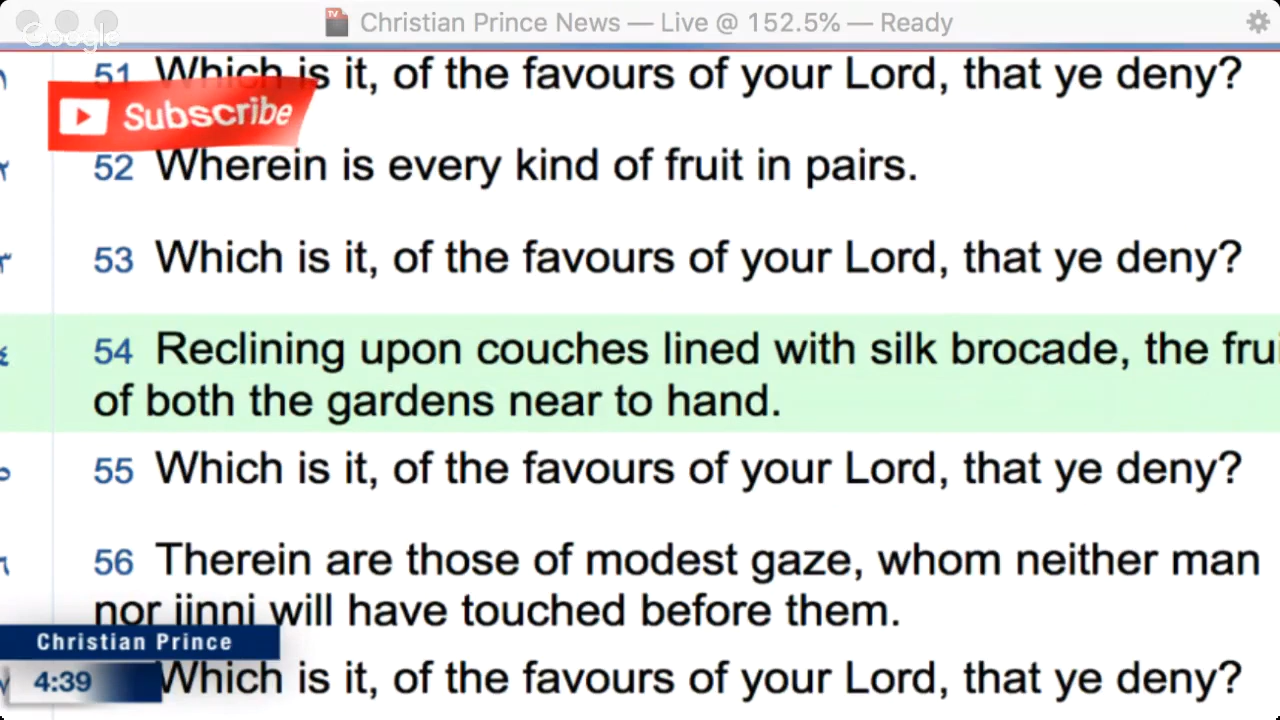 Christian Prince News — Live @ 152.5% — Ready
Google
51 Which is it, of the favours of your Lord, that ye deny?
Subscribe
52 Wherein is every kind of fruit in pairs.
53 Which is it, of the favours of your Lord, that ye deny?
54 Reclining upon couches lined with silk brocade, the frui
of both the gardens near to hand.
55 Which is it, of the favours of your Lord, that ye deny?
56 Therein are those of modest gaze, whom neither man
nor jinni will have touched before them.
Christian Prince
4:39
Which is it, of the favours of your Lord, that ye deny?